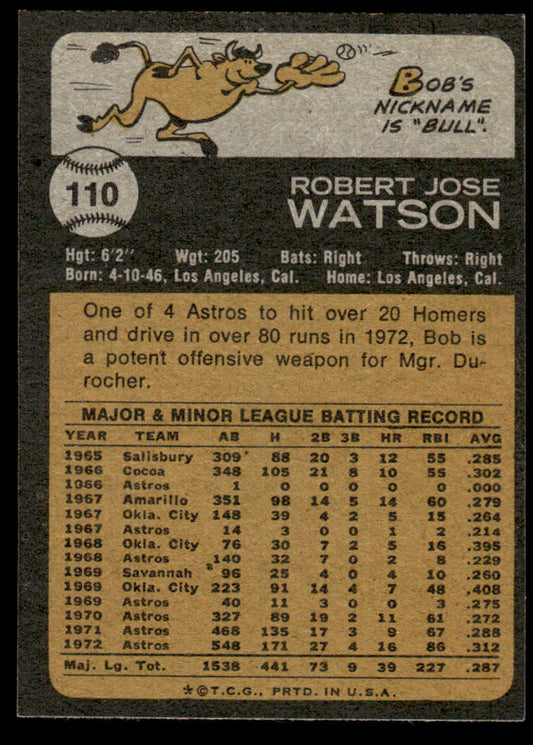 BOB'S
NICKNAME
IS "BULL".
110
ROBERT JOSE
WATSON
Hgt: 6'2" Wgt: 205 Bats: Right Throws: Right
Born: 4-10-46, Los Angeles, Cal. Home: Los Angeles, Cal.
One of 4 Astros to hit over 20 Homers
and drive in over 80 runs in 1972, Bob is
a potent offensive weapon for Mgr. Du-
rocher.
MAJOR & MINOR LEAGUE BATTING RECORD
YEAR TEAM AB H 2B 3B HR RBI AVG
1965 Salisbury 309* 88 20 3 12 55 .285
1966 Cocoa 348 105 21 8 10 55 .302
1966 Astros 1 0 0 0 0 0 .000
1967 Amarillo 351 98 14 5 14 60 .279
1967 Okla. City 148 39 4 2 5 15 .264
1967 Astros 14 3 0 0 1 2 .214
1968 Okla. City 76 30 7 2 5 16 .395
1968 Astros 140 32 7 0 2 8 .229
1969 Savannah *96 25 4 0 4 10 .260
1969 Okla. City 223 91 14 4 7 48 .408
1969 Astros 40 11 3 0 0 3 .275
1970 Astros 327 89 19 2 11 61 .272
1971 Astros 468 135 17 3 9 67 .288
1972 Astros 548 171 27 4 16 86 .312
Maj. Lg. Tot. 1538 441 73 9 39 227 .287
*©T.C.G., PRTD. IN U.S.A.